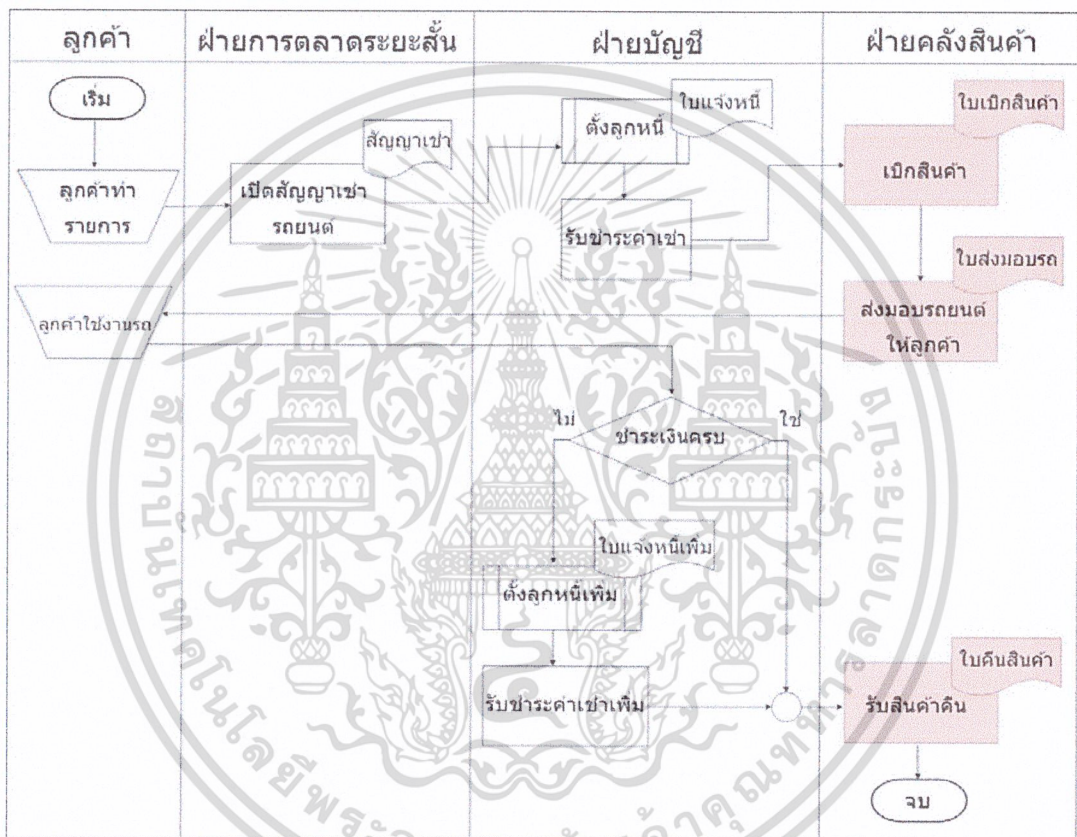 ลูกค้า
ฝ่ายการตลาดระยะสั้น
ฝ่ายบัญชี
ฝ่ายคลังสินค้า
เริ่ม
ลูกค้าทำ
รายการ
สัญญาเช่า
เปิดสัญญาเช่า
รถยนต์
ใบแจ้งหนี้
ตั้งลูกหนี้
รับชำระค่าเช่า
ใบเบิกสินค้า
เบิกสินค้า
ใบส่งมอบรถ
ส่งมอบรถยนต์
ให้ลูกค้า
ลูกค้าใช้งานรถ
ชำระเงินครบ
ไม่
ใช่
ใบแจ้งหนี้เพิ่ม
ตั้งลูกหนี้เพิ่ม
รับชำระค่าเช่าเพิ่ม
ใบคืนสินค้า
รับสินค้าคืน
จบ